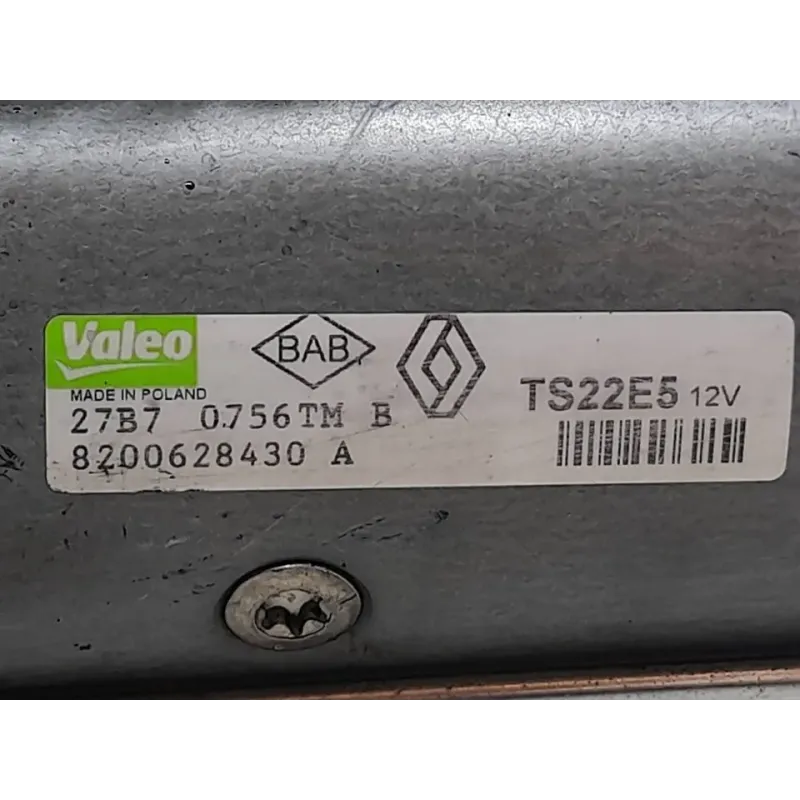 Valeo
BAB
TS22E5 12V
MADE IN POLAND
27B7 0756TM B
8200628430 A